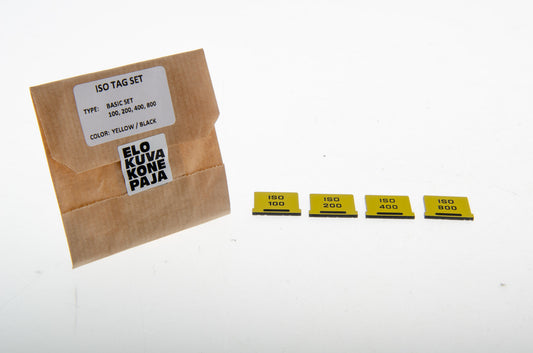 ISO TAG SET
TYPE: BASIC SET
100, 200, 400, 800
COLOR: YELLOW / BLACK
ELO
KUVA
KONE
PAJA
ISO
100
ISO
200
ISO
400
ISO
800